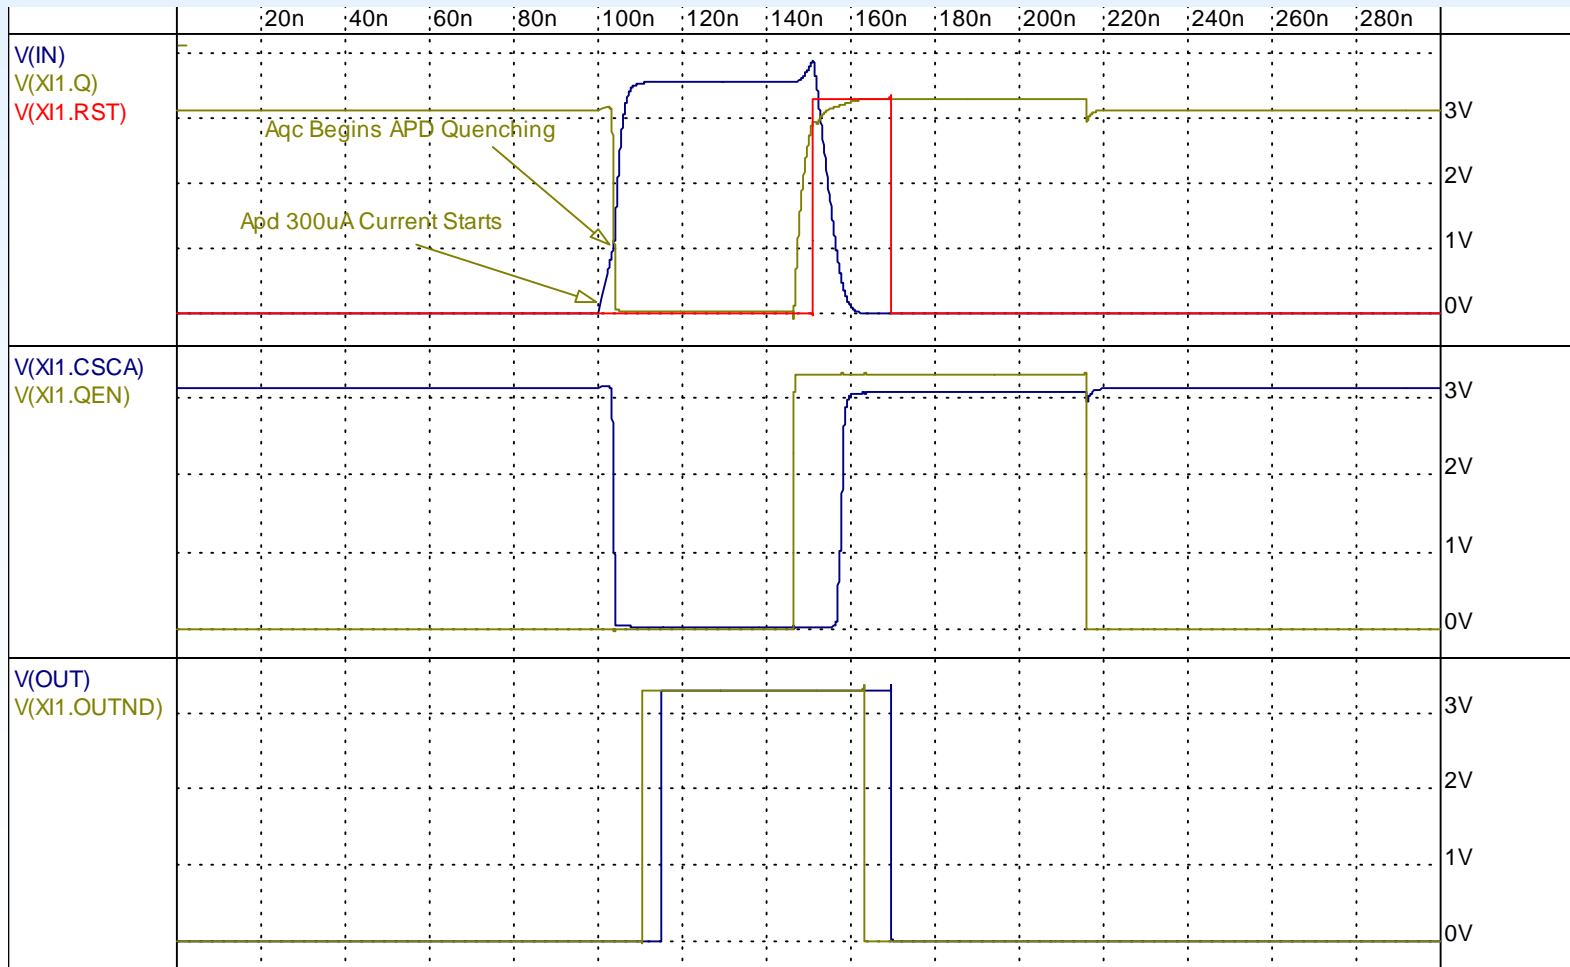 20n 40n 60n 80n 100n 120n 140n 160n 180n 200n 220n 240n 260n 280n
V(IN)
V(XI1.Q)
V(XI1.RST)
Aqc Begins APD Quenching
Apd 300uA Current Starts
3V
2V
1V
0V
V(XI1.CSCA)
V(XI1.QEN)
3V
2V
1V
0V
V(OUT)
V(XI1.OUTND)
3V
2V
1V
0V